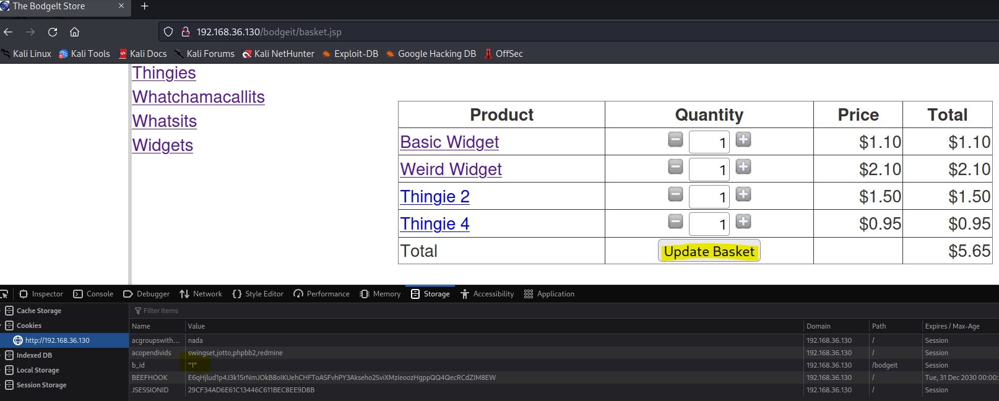 The BodgeIt Store
192.168.36.130/bodgeit/basket.jsp
Kali Linux Kali Tools Kali Docs Kali Forums Kali NetHunter Exploit-DB Google Hacking DB OffSec
Thingies
Whatchamacallits
Whatsits
Widgets
Product Quantity Price Total
Basic Widget 1 $1.10 $1.10
Weird Widget 1 $2.10 $2.10
Thingie 2 1 $1.50 $1.50
Thingie 4 1 $0.95 $0.95
Total Update Basket $5.65
Inspector Console Debugger Network Style Editor Performance Memory Storage Accessibility Application
Cache Storage
Cookies
http://192.168.36.130
Indexed DB
Local Storage
Session Storage
Filter Items
Name Value Domain Path Expires / Max-Age
acgroupswith... nada 192.168.36.130 / Session
acopendivids swingset,jotto,phpbb2,redmine 192.168.36.130 / Session
b_id "1" 192.168.36.130 /bodgeit Session
BEEFHOOK E6qHjlud1p4J3k15rNmJOkB8oIKUehCHFToASFvhPY3Akseho2SviXMzieoozHgppQQ4QecRCdZIM8EW 192.168.36.130 / Tue, 31 Dec 2030 00:00:
JSESSIONID 29CF34AD6E61C13446C611BEC8EE9D8B 192.168.36.130 / Session